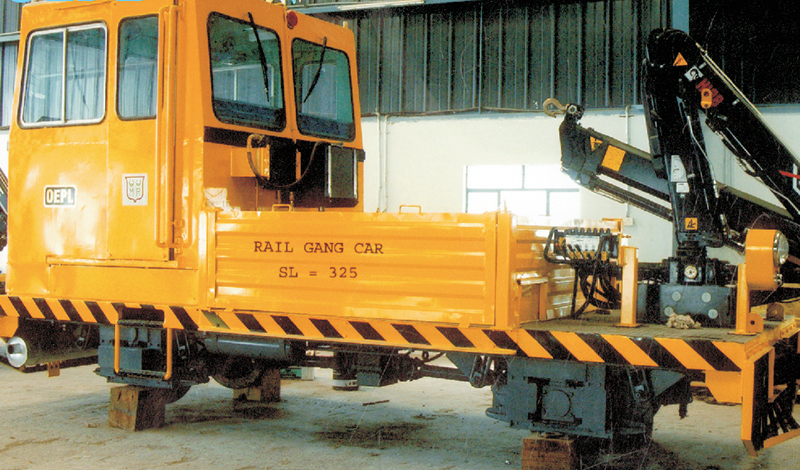 OEPL
RAIL GANG CAR
SL = 325